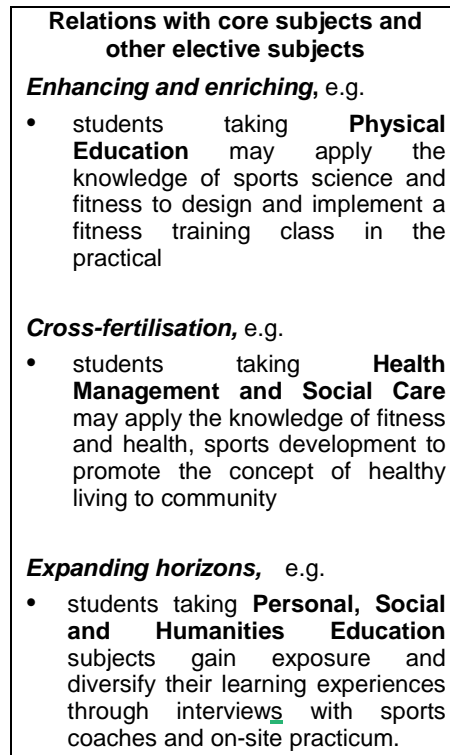 Relations with core subjects and
other elective subjects
Enhancing and enriching, e.g.
• students taking Physical
Education may apply the
knowledge of sports science and
fitness to design and implement a
fitness training class in the
practical
Cross-fertilisation, e.g.
• students taking Health
Management and Social Care
may apply the knowledge of fitness
and health, sports development to
promote the concept of healthy
living to community
Expanding horizons, e.g.
• students taking Personal, Social
and Humanities Education
subjects gain exposure and
diversify their learning experiences
through interviews with sports
coaches and on-site practicum.